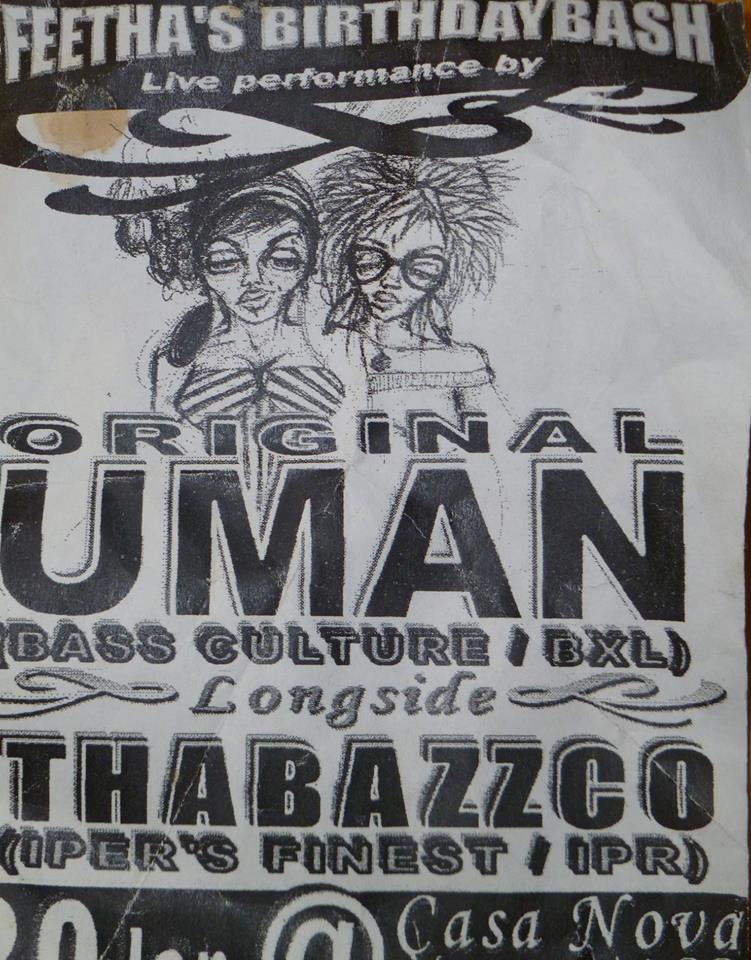 FEETHA'S BIRTHDAYBASH
Live performance by
ORIGINAL
UMAN
(BASS CULTURE / BXL)
Longside
THABAZZCO
(IPER'S FINEST / IPR)
@ Casa Nova